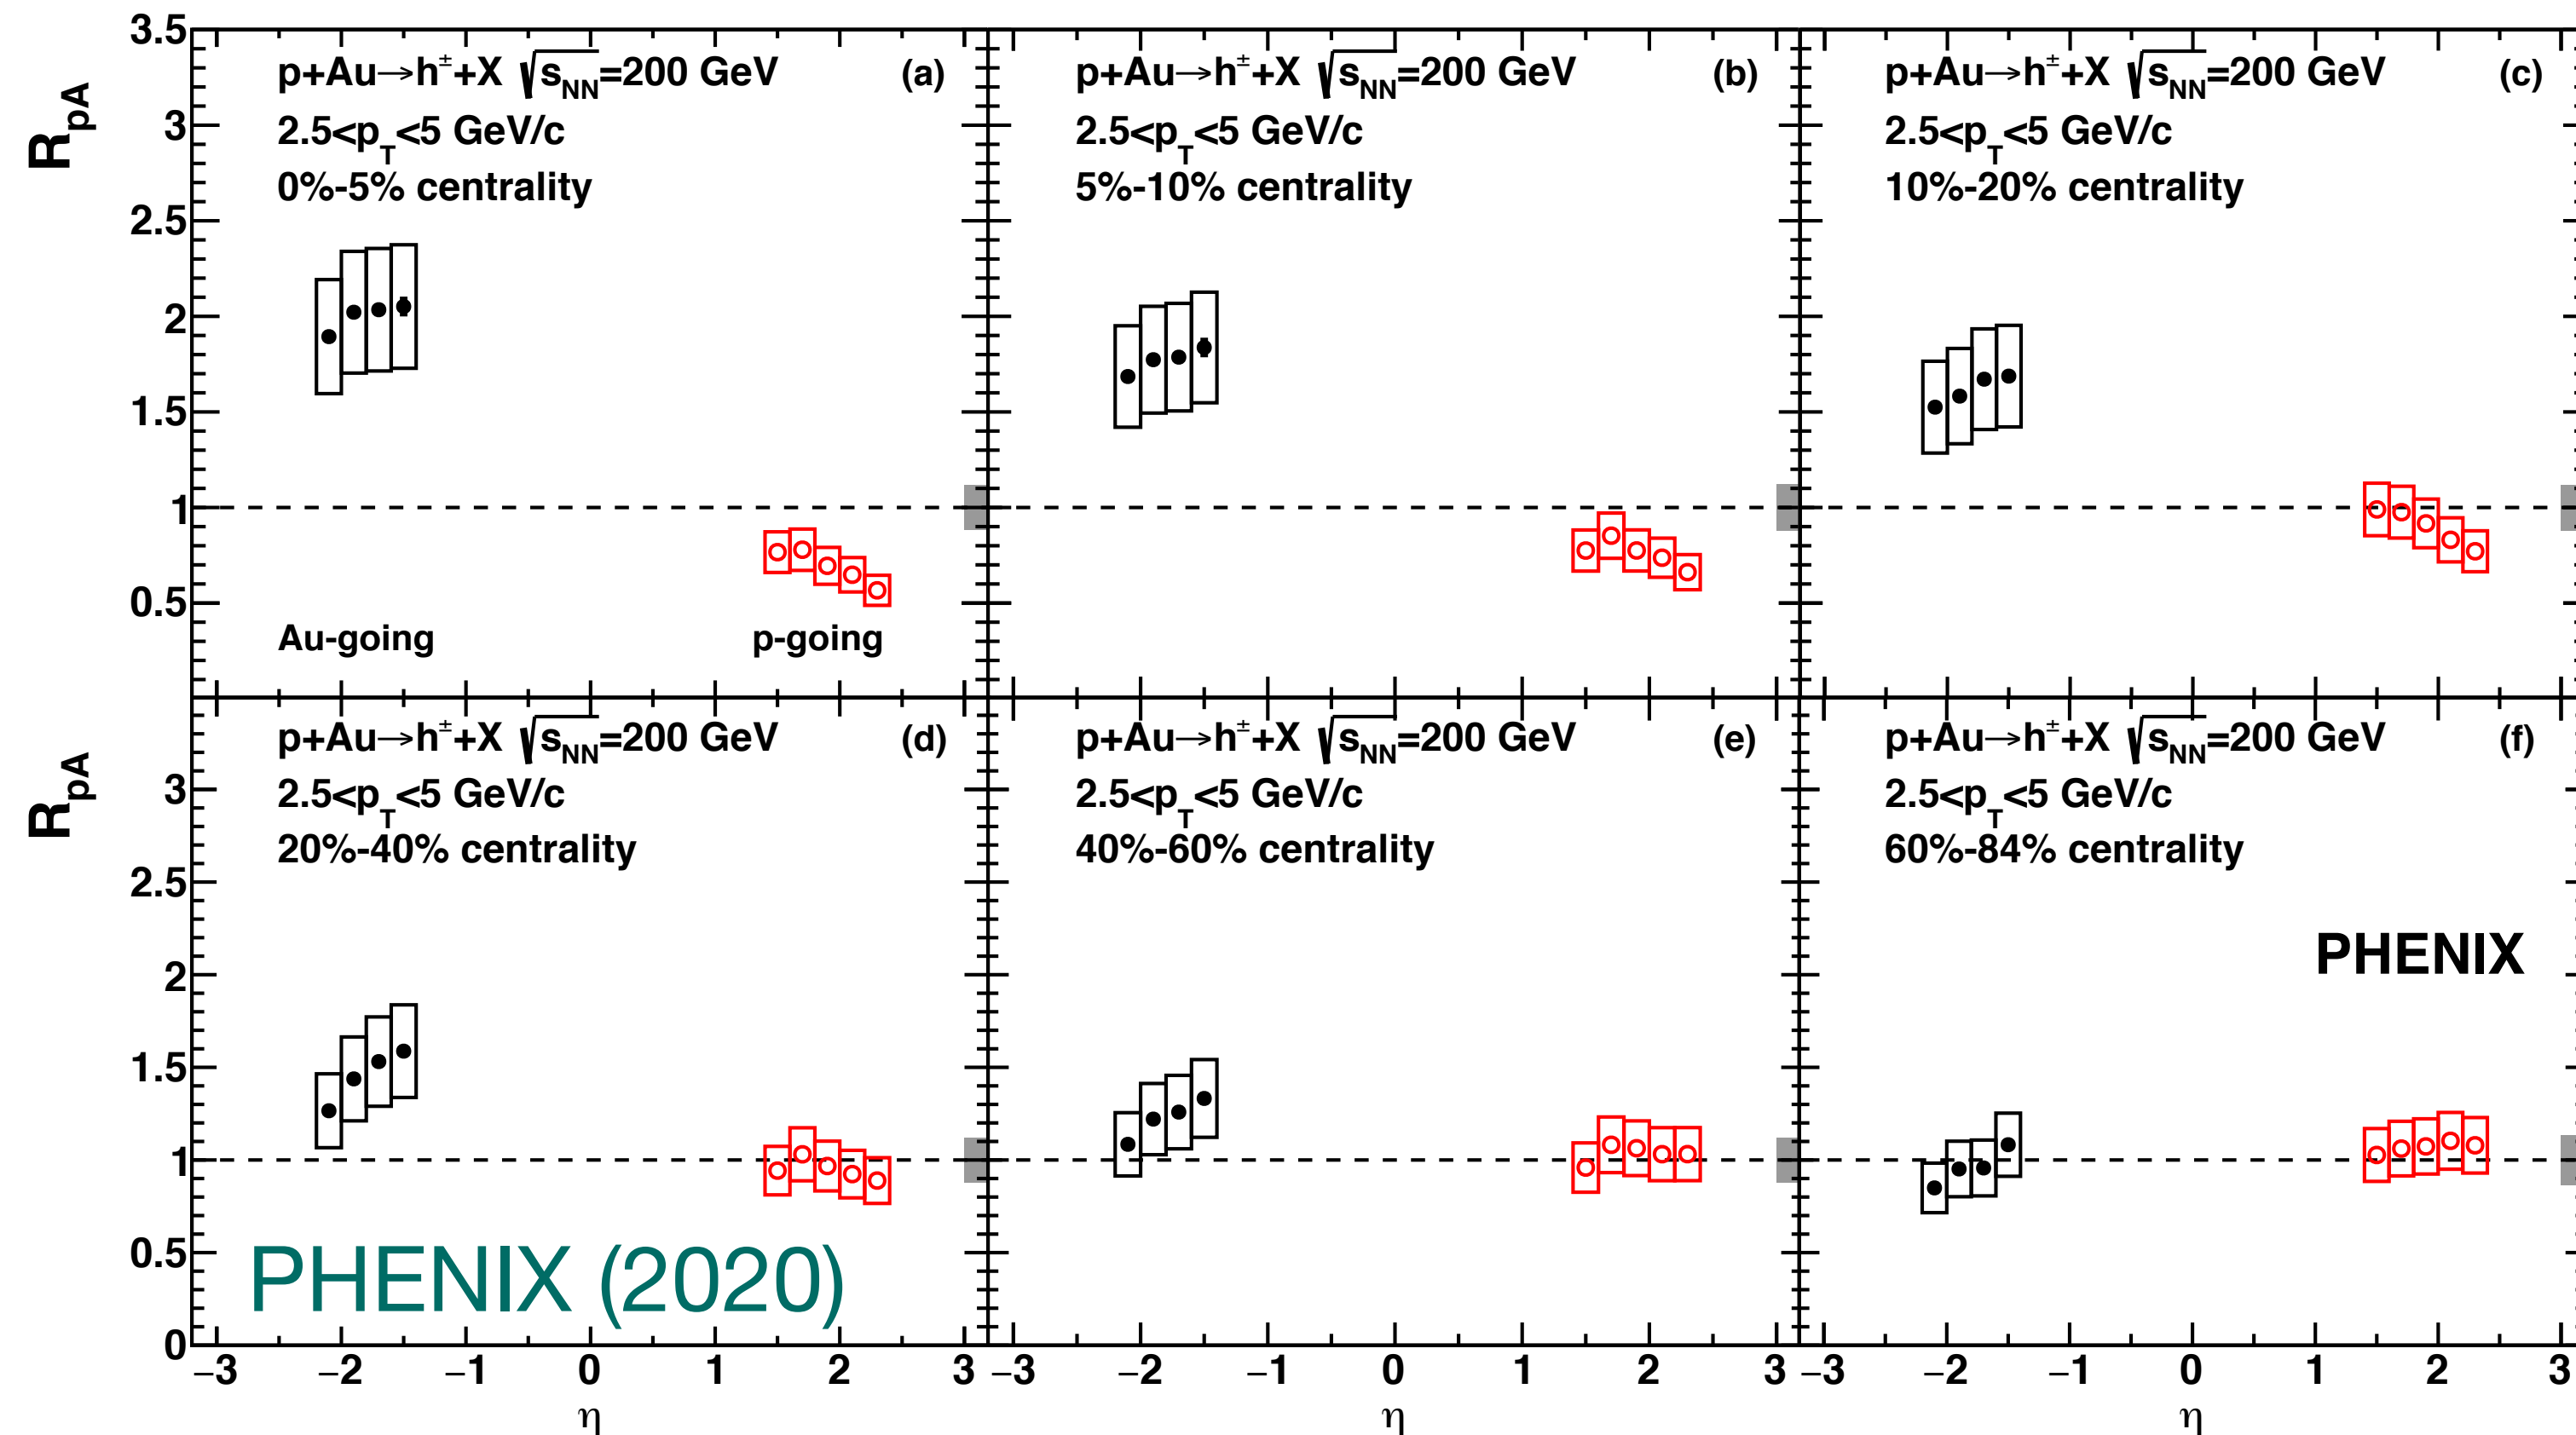 R_pA
3.5
3
2.5
2
1.5
1
0.5
p+Au→h±+X √s_NN=200 GeV (a)
2.5<p_T<5 GeV/c
0%-5% centrality
Au-going p-going
p+Au→h±+X √s_NN=200 GeV (b)
2.5<p_T<5 GeV/c
5%-10% centrality
p+Au→h±+X √s_NN=200 GeV (c)
2.5<p_T<5 GeV/c
10%-20% centrality
R_pA
3
2.5
2
1.5
1
0.5
0
p+Au→h±+X √s_NN=200 GeV (d)
2.5<p_T<5 GeV/c
20%-40% centrality
PHENIX (2020)
p+Au→h±+X √s_NN=200 GeV (e)
2.5<p_T<5 GeV/c
40%-60% centrality
p+Au→h±+X √s_NN=200 GeV (f)
2.5<p_T<5 GeV/c
60%-84% centrality
PHENIX
−3 −2 −1 0 1 2 3 −3 −2 −1 0 1 2 3 −3 −2 −1 0 1 2 3
η η η